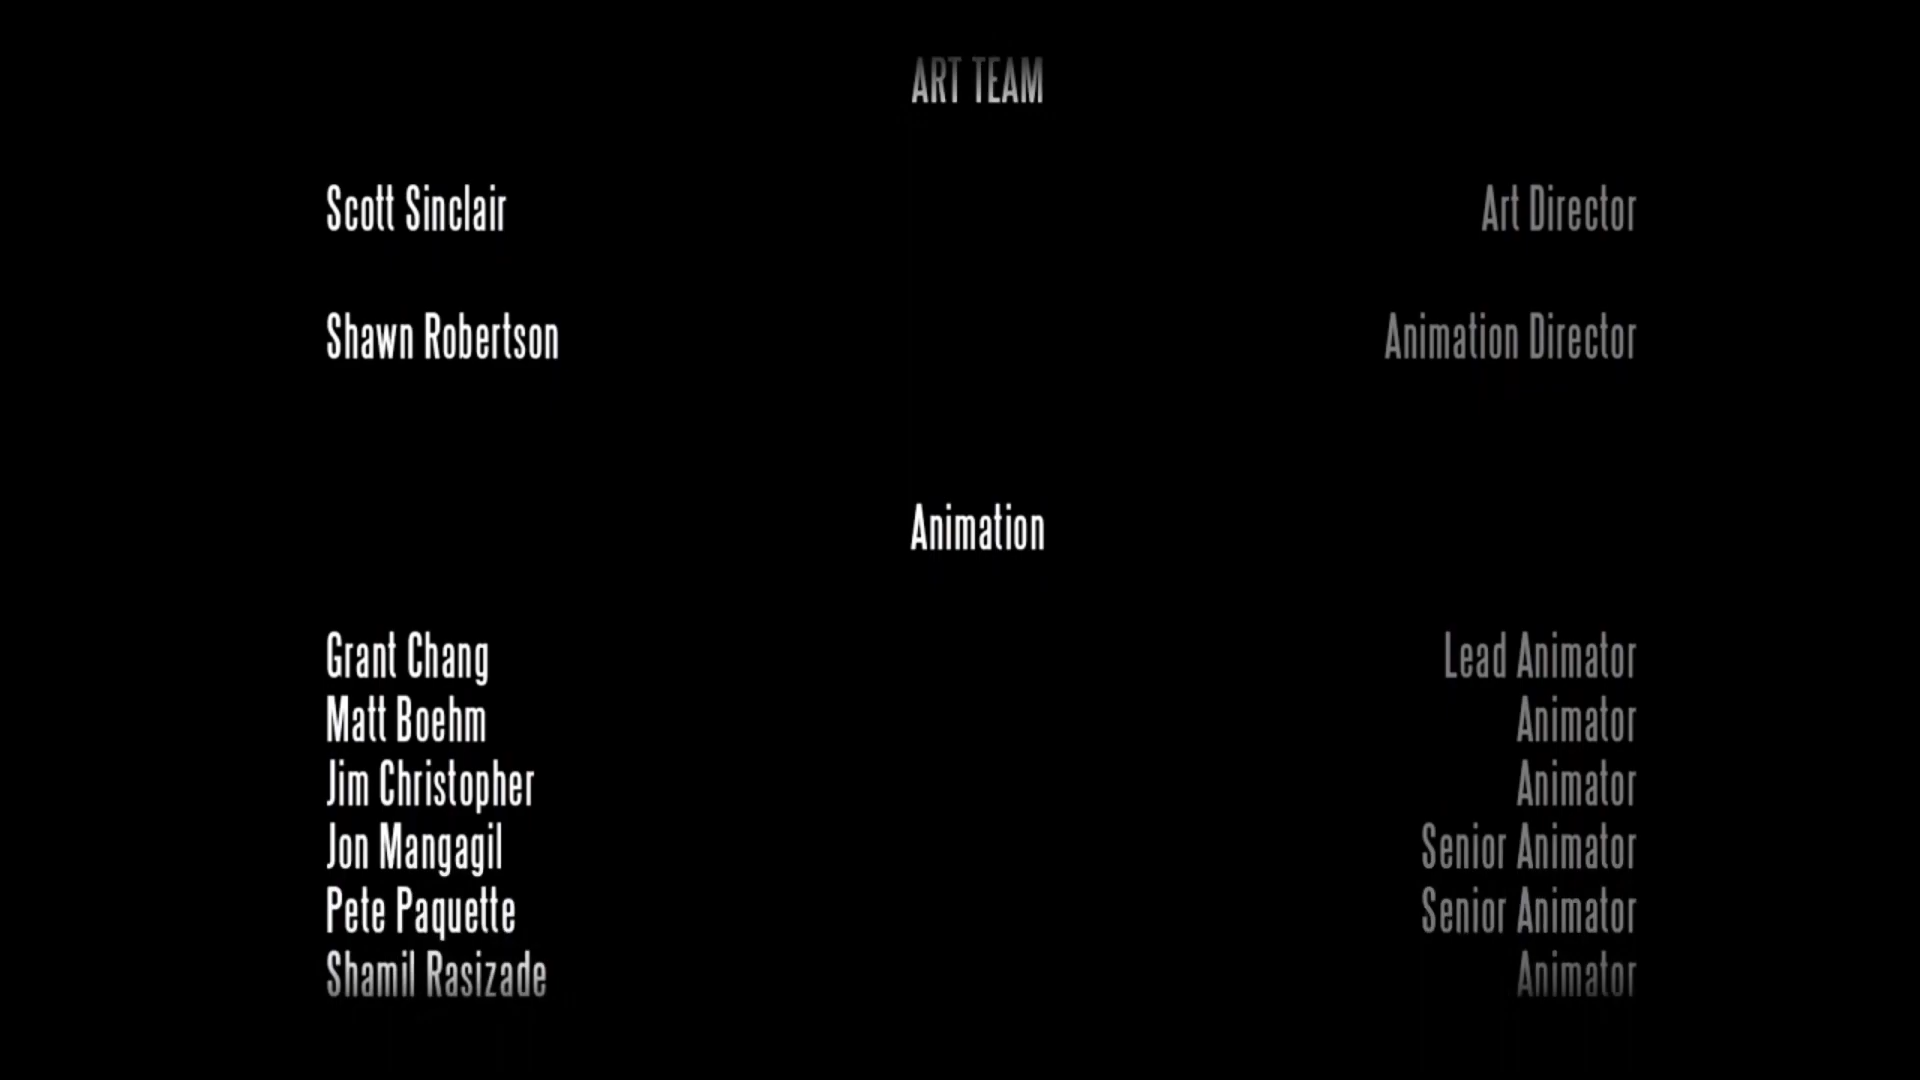 ART TEAM
Scott Sinclair Art Director
Shawn Robertson Animation Director
Animation
Grant Chang Lead Animator
Matt Boehm Animator
Jim Christopher Animator
Jon Mangagil Senior Animator
Pete Paquette Senior Animator
Shamil Rasizade Animator